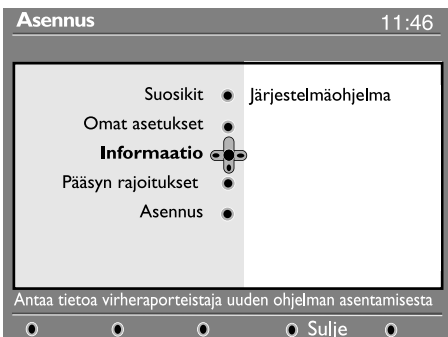 Asennus 11:46
Suosikit Järjestelmäohjelma
Omat asetukset
Informaatio
Pääsyn rajoitukset
Asennus
Antaa tietoa virheraporteistaja uuden ohjelman asentamisesta
Sulje